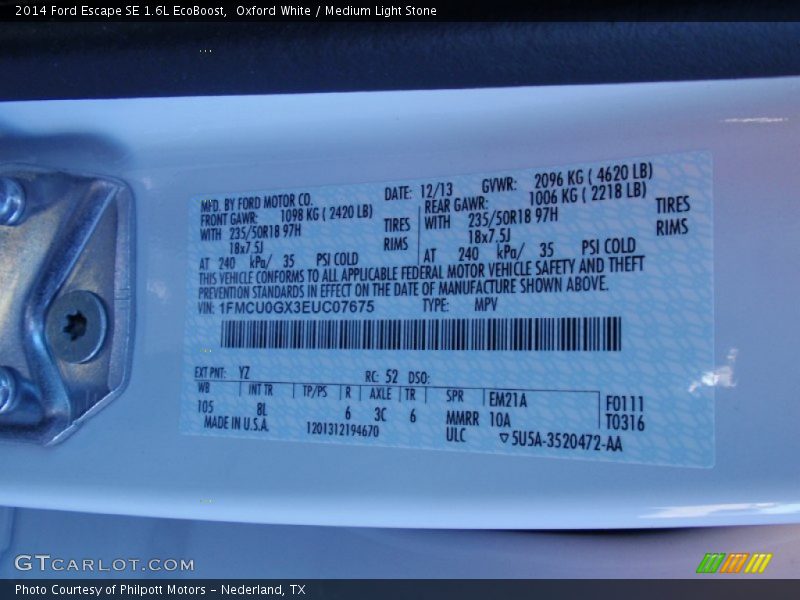 2014 Ford Escape SE 1.6L EcoBoost,  Oxford White / Medium Light Stone
MFD. BY FORD MOTOR CO. DATE: 12/13 GVWR: 2096 KG ( 4620 LB)
FRONT GAWR: 1098 KG ( 2420 LB) REAR GAWR: 1006 KG ( 2218 LB)
WITH 235/50R18 97H TIRES WITH 235/50R18 97H TIRES
18x7.5J RIMS 18x7.5J RIMS
AT 240 kPa/ 35 PSI COLD AT 240 kPa/ 35 PSI COLD
THIS VEHICLE CONFORMS TO ALL APPLICABLE FEDERAL MOTOR VEHICLE SAFETY AND THEFT
PREVENTION STANDARDS IN EFFECT ON THE DATE OF MANUFACTURE SHOWN ABOVE.
VIN: 1FMCU0GX3EUC07675 TYPE: MPV
EXT PNT: YZ RC: 52 DSO:
WB INT TR TP/PS R AXLE TR SPR EM21A F0111
105 8L 6 3C 6 MMRR 10A T0316
MADE IN U.S.A. 1201312194670 ULC ▽5U5A-3520472-AA
GTCARLOT.COM
Photo Courtesy of Philpott Motors - Nederland, TX